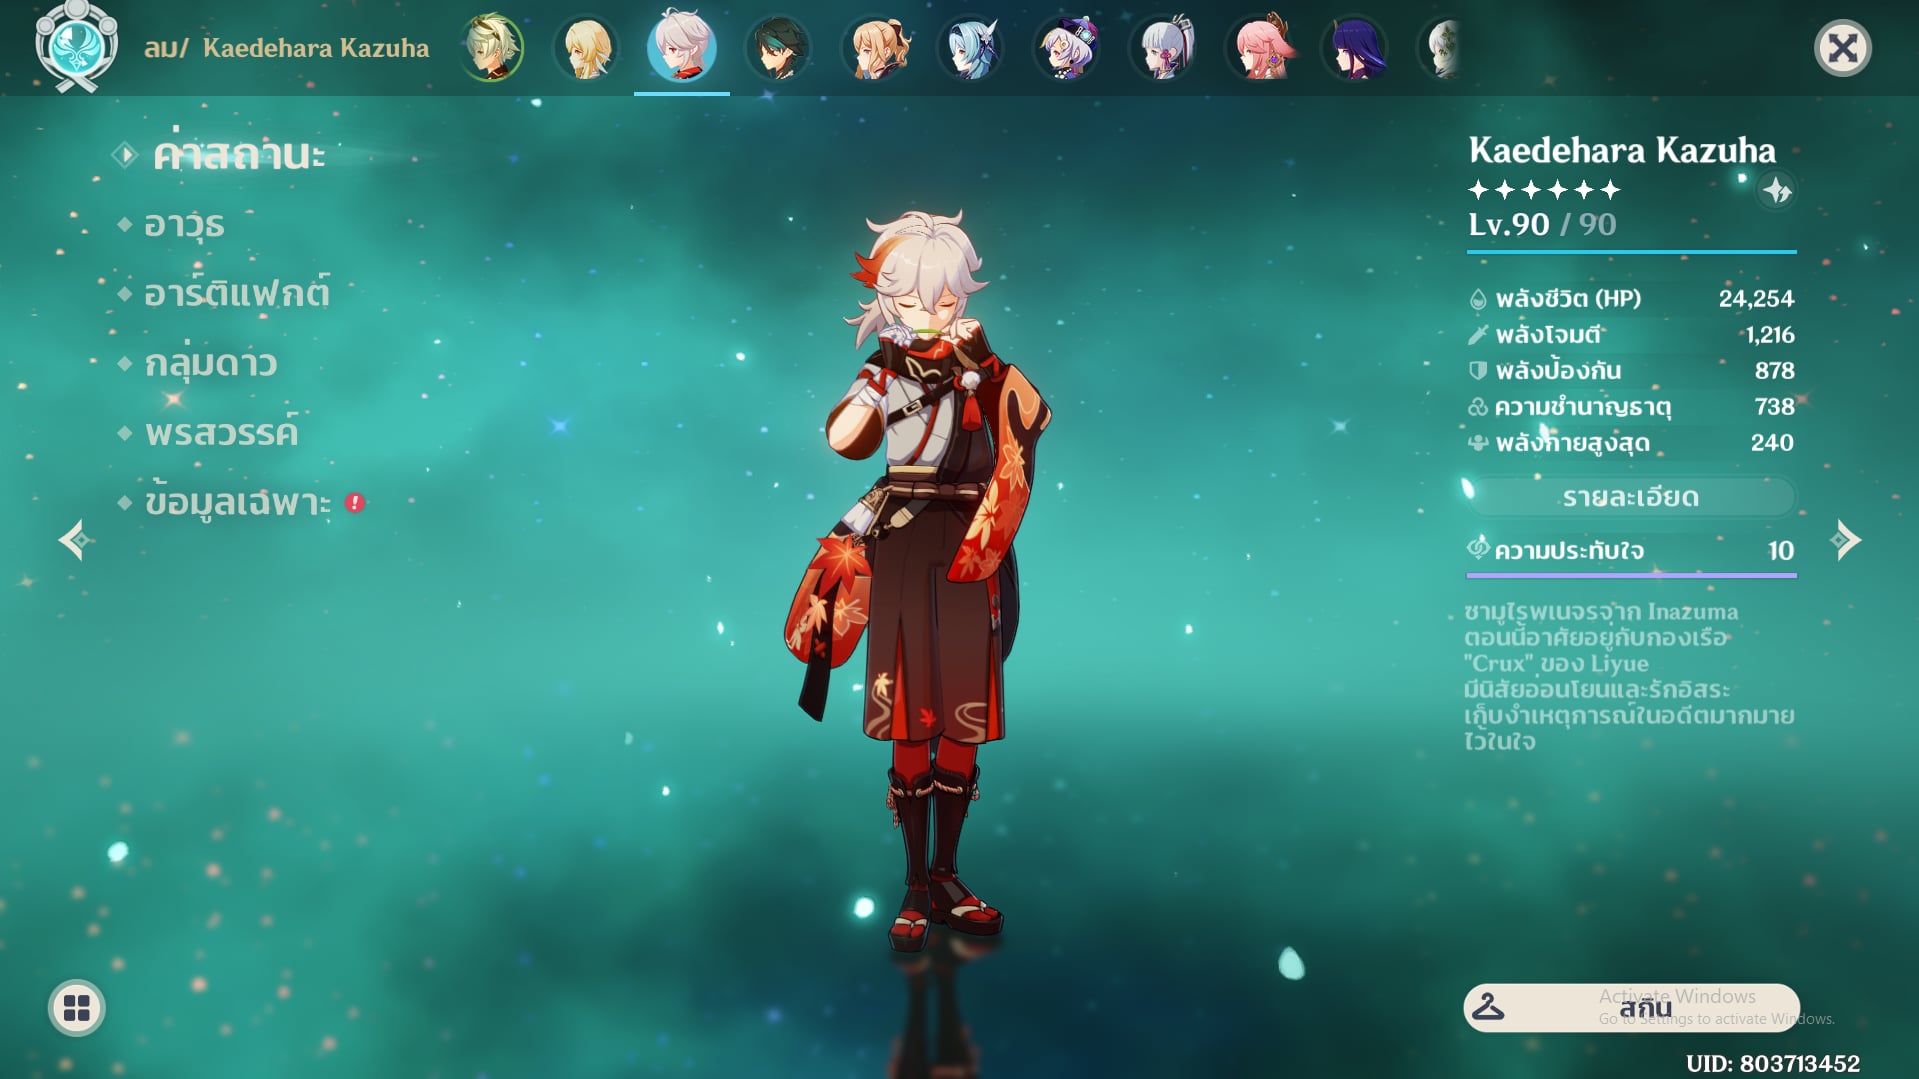 ลม/ Kaedehara Kazuha
ค่าสถานะ
อาวุธ
อาร์ติแฟกต์
กลุ่มดาว
พรสวรรค์
ข้อมูลเฉพาะ
Kaedehara Kazuha
Lv.90 / 90
พลังชีวิต (HP) 24,254
พลังโจมตี 1,216
พลังป้องกัน 878
ความชำนาญธาตุ 738
พลังกายสูงสุด 240
รายละเอียด
ความประทับใจ 10
ซามูไรพเนจรจาก Inazuma
ตอนนี้อาศัยอยู่กับกองเรือ
"Crux" ของ Liyue
มีนิสัยอ่อนโยนและรักอิสระ
เก็บงำเหตุการณ์ในอดีตมากมาย
ไว้ในใจ
สกิน
Activate Windows
Go to Settings to activate Windows.
UID: 803713452